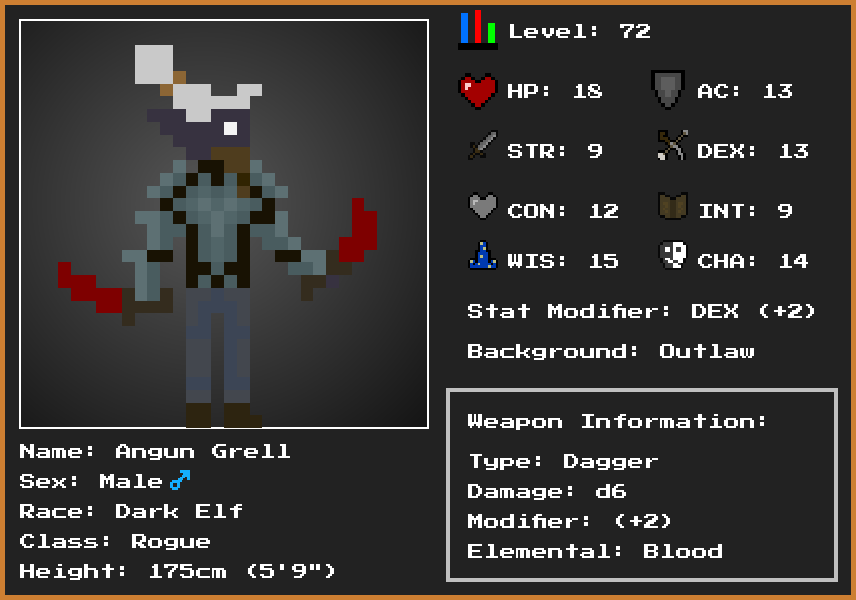 Level: 72
HP: 18
AC: 13
STR: 9
DEX: 13
CON: 12
INT: 9
WIS: 15
CHA: 14
Stat Modifier: DEX (+2)
Background: Outlaw
Weapon Information:
Type: Dagger
Damage: d6
Modifier: (+2)
Elemental: Blood
Name: Angun Grell
Sex: Male♂
Race: Dark Elf
Class: Rogue
Height: 175cm (5'9")